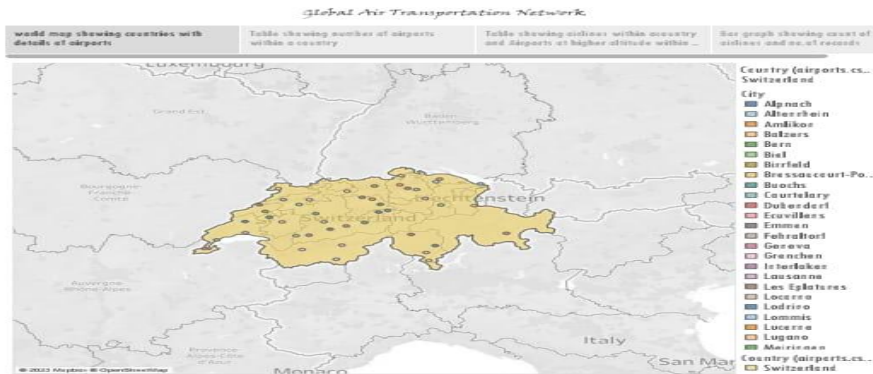 Global Air Transportation Network
world map showing countries with
details of airports
Table showing number of airports
within a country
Table showing airlines within acountry
and Airports at higher altitude within ...
Bar graph showing count of
airlines and no.of records
Luxembourg
Grand Est
Baden-
Württemberg
Bourgogne-
Franche-
Comté
Liechtenstein
Switzerland
Auvergne-
Rhône-Alpes
Italy
Provence-
Alpes-Côte
d'Azur
San Mar
Monaco
© 2023 Mapbox © OpenStreetMap
Country (airports.cs...
Switzerland
City
Alpnach
Altenrhein
Amlikon
Balzers
Bern
Biel
Birrfeld
Bressaucourt-Po...
Buochs
Courtelary
Dubendorf
Ecuvillens
Emmen
Fehraltorf
Geneva
Grenchen
Interlaken
Lausanne
Les Eplatures
Locarno
Lodrino
Lommis
Lucerne
Lugano
Meiringen
Country (airports.cs...
Switzerland